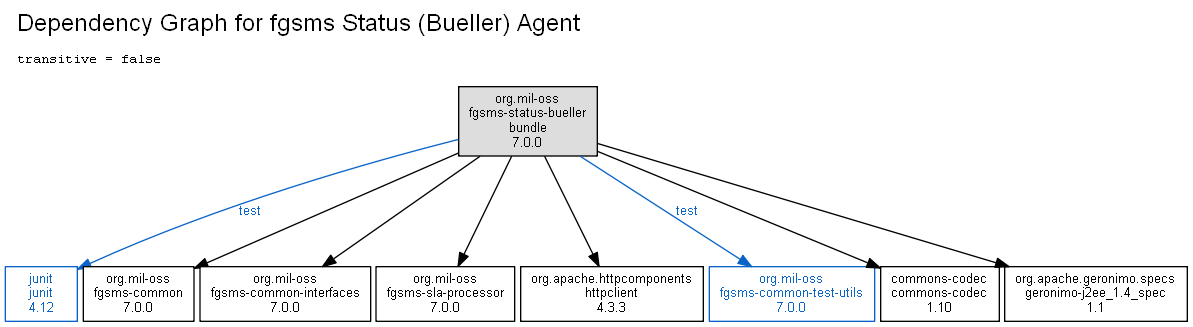 Dependency Graph for fgsms Status (Bueller) Agent
transitive = false
org.mil-oss
fgsms-status-bueller
bundle
7.0.0
test
test
junit
junit
4.12
org.mil-oss
fgsms-common
7.0.0
org.mil-oss
fgsms-common-interfaces
7.0.0
org.mil-oss
fgsms-sla-processor
7.0.0
org.apache.httpcomponents
httpclient
4.3.3
org.mil-oss
fgsms-common-test-utils
7.0.0
commons-codec
commons-codec
1.10
org.apache.geronimo.specs
geronimo-j2ee_1.4_spec
1.1